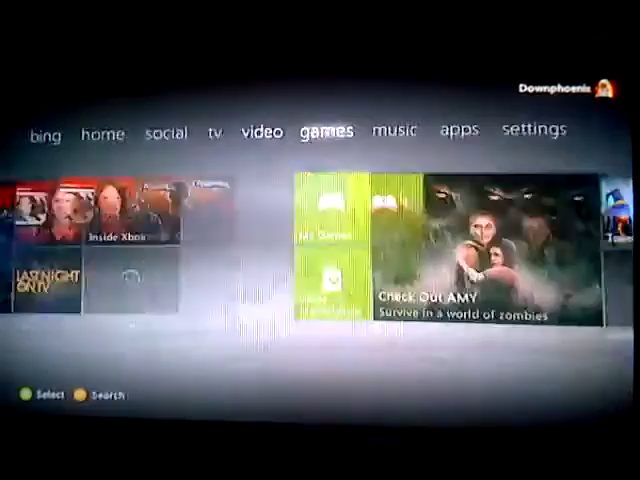 Downphoenix
bing home social tv video games music apps settings
Inside Xbox
My Games
LAST NIGHT
ON TV
Check Out AMY
Survive in a world of zombies
Select Search